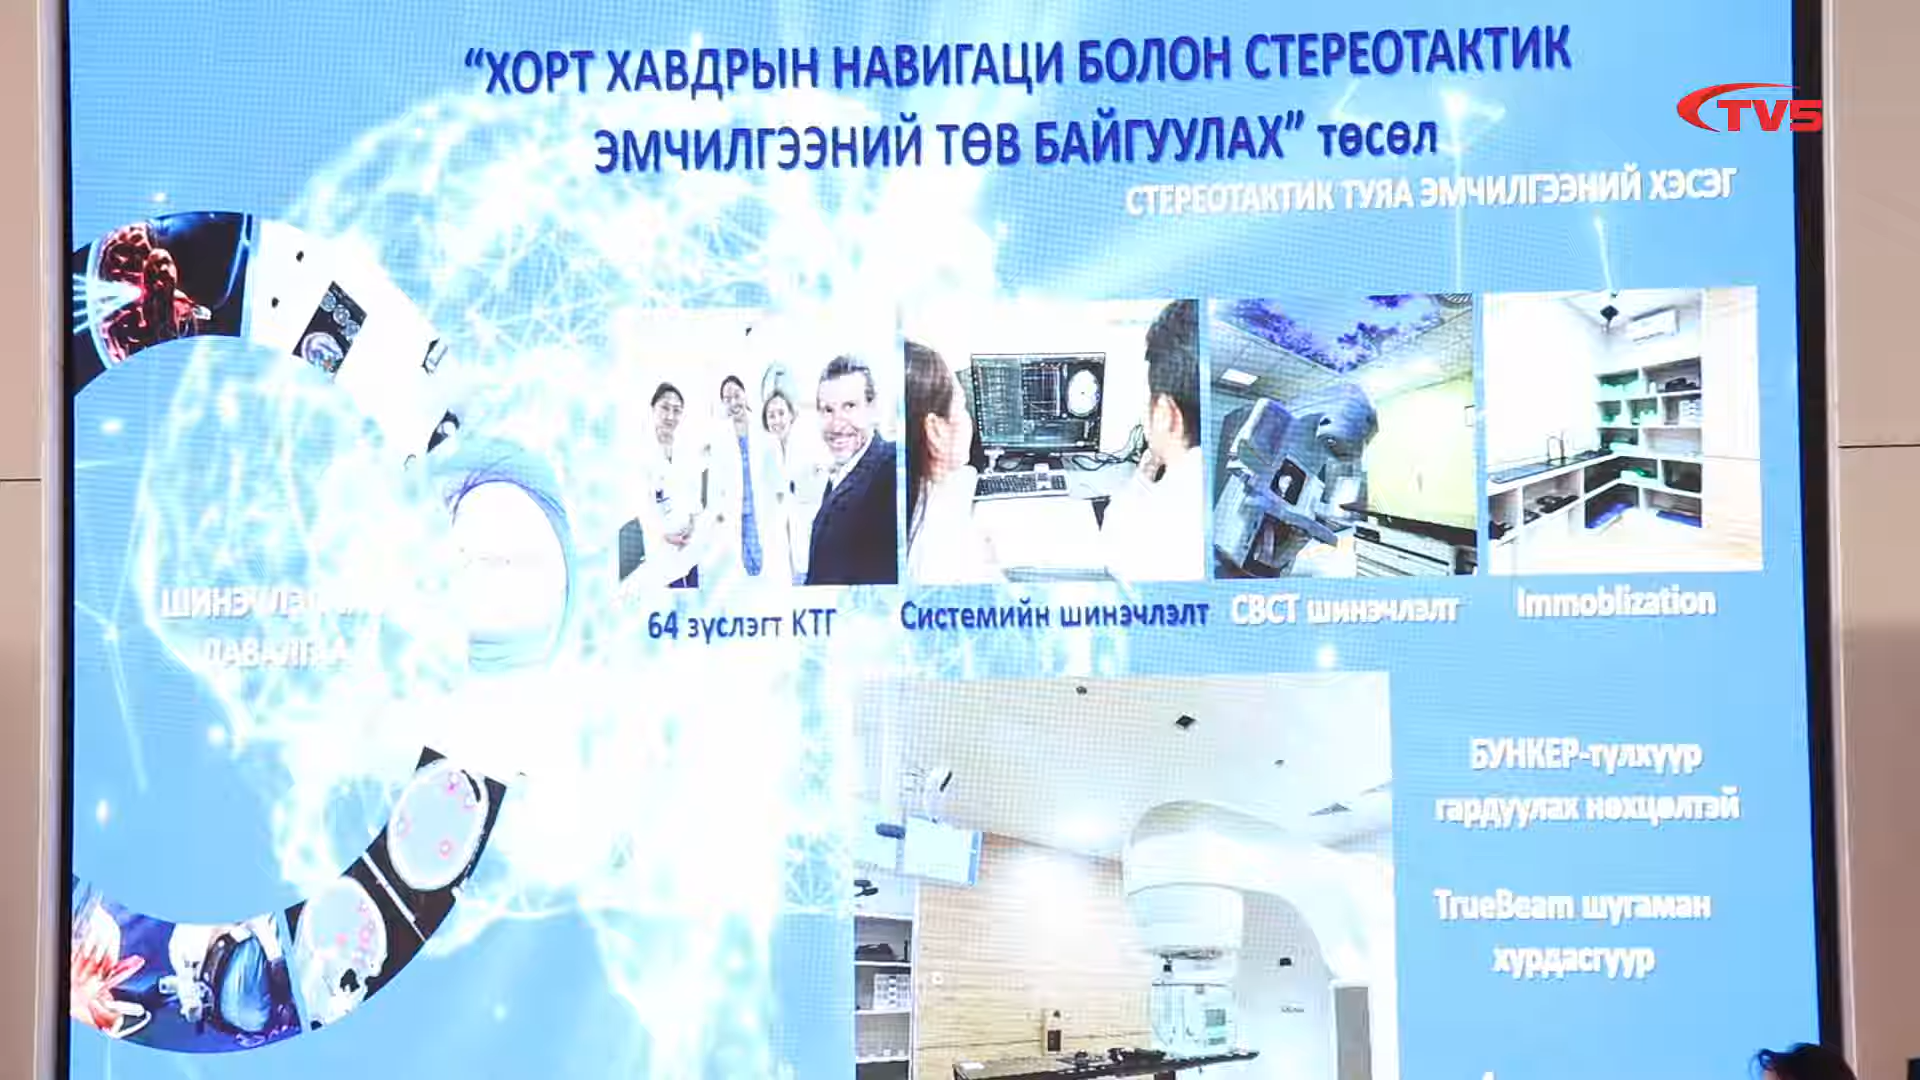 “ХОРТ ХАВДРЫН НАВИГАЦИ БОЛОН СТЕРЕОТАКТИК
ЭМЧИЛГЭЭНИЙ ТӨВ БАЙГУУЛАХ” төсөл
TV5
СТЕРЕОТАКТИК ТУЯА ЭМЧИЛГЭЭНИЙ ХЭСЭГ
64 зүслэгт КТГ
Системийн шинэчлэлт
CBCT шинэчлэлт
Immoblization
ДАВАЛГАА
БУНКЕР-түлхүүр
гардуулах нөхцөлтэй
TrueBeam шугаман
хурдасгуур